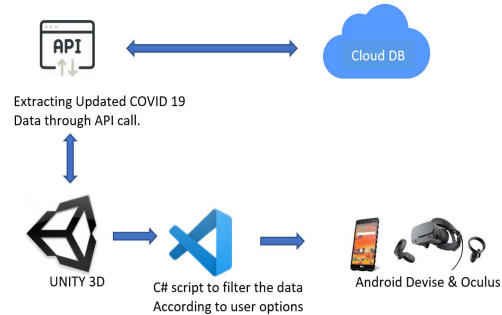 API
Cloud DB
Extracting Updated COVID 19
Data through API call.
UNITY 3D
C# script to filter the data
According to user options
Android Devise & Oculus